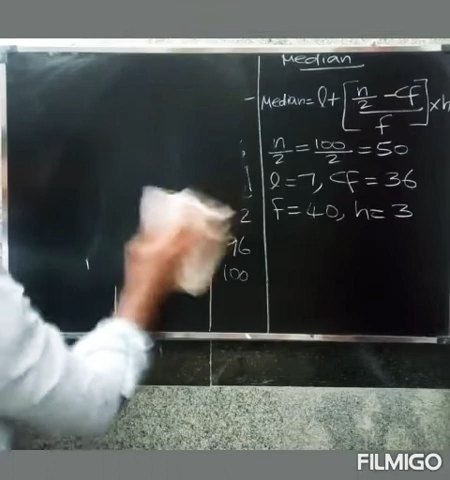 Median
Median = l + [n/2 - Cf / f] × h
n/2 = 100/2 = 50
l = 7, Cf = 36
f = 40, h = 3
2
96
100
FILMIGO